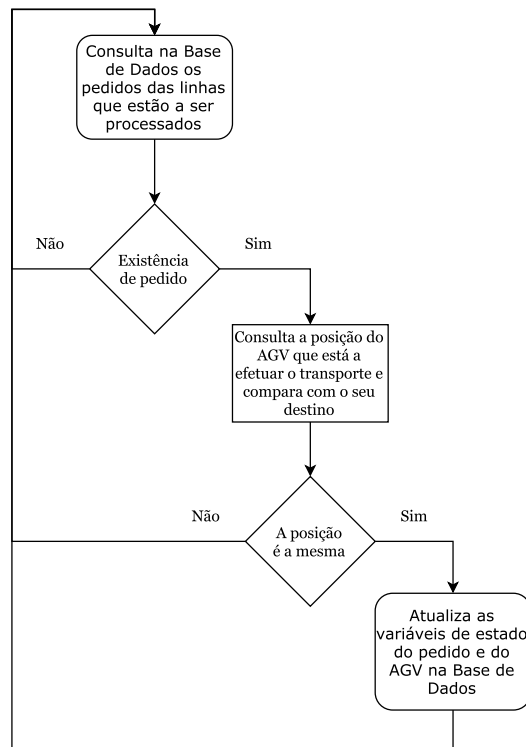 Consulta na Base
de Dados os
pedidos das linhas
que estão a ser
processados
Não
Sim
Existência
de pedido
Consulta a posição do
AGV que está a
efetuar o transporte e
compara com o seu
destino
Não
Sim
A posição
é a mesma
Atualiza as
variáveis de estado
do pedido e do
AGV na Base de
Dados